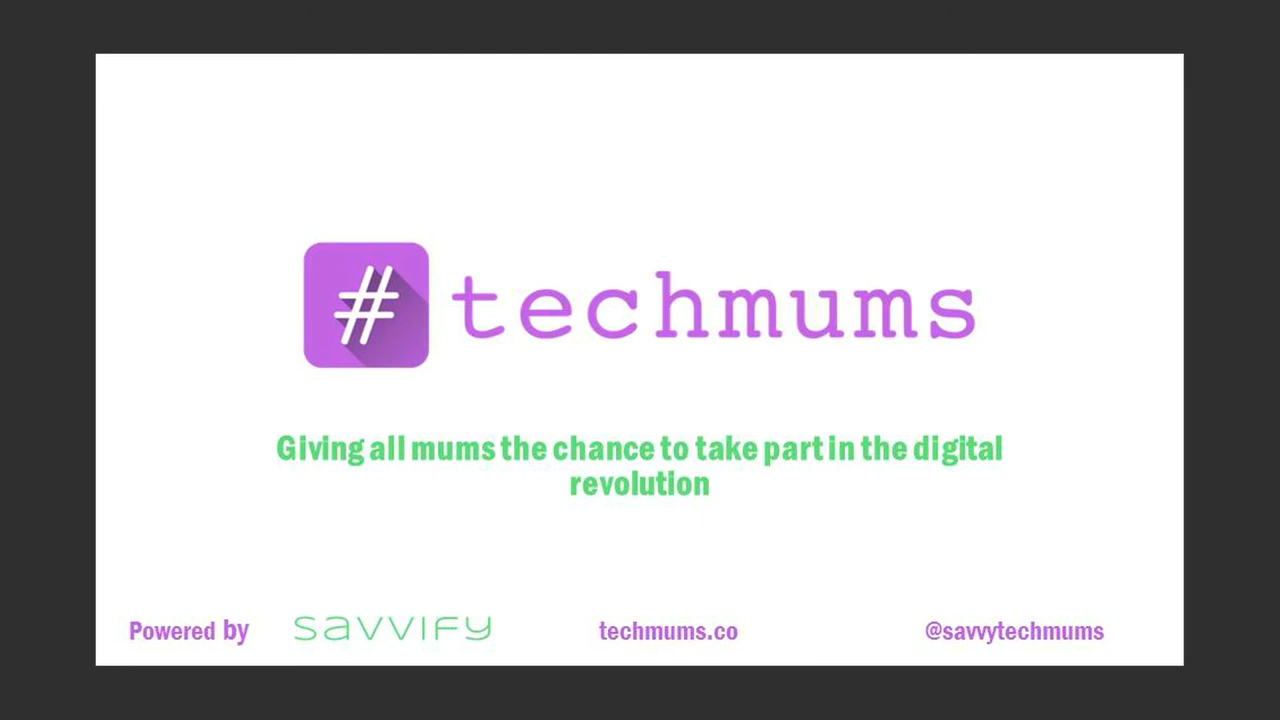 # techmums
Giving all mums the chance to take part in the digital
revolution
Powered by savvify techmums.co @savvytechmums